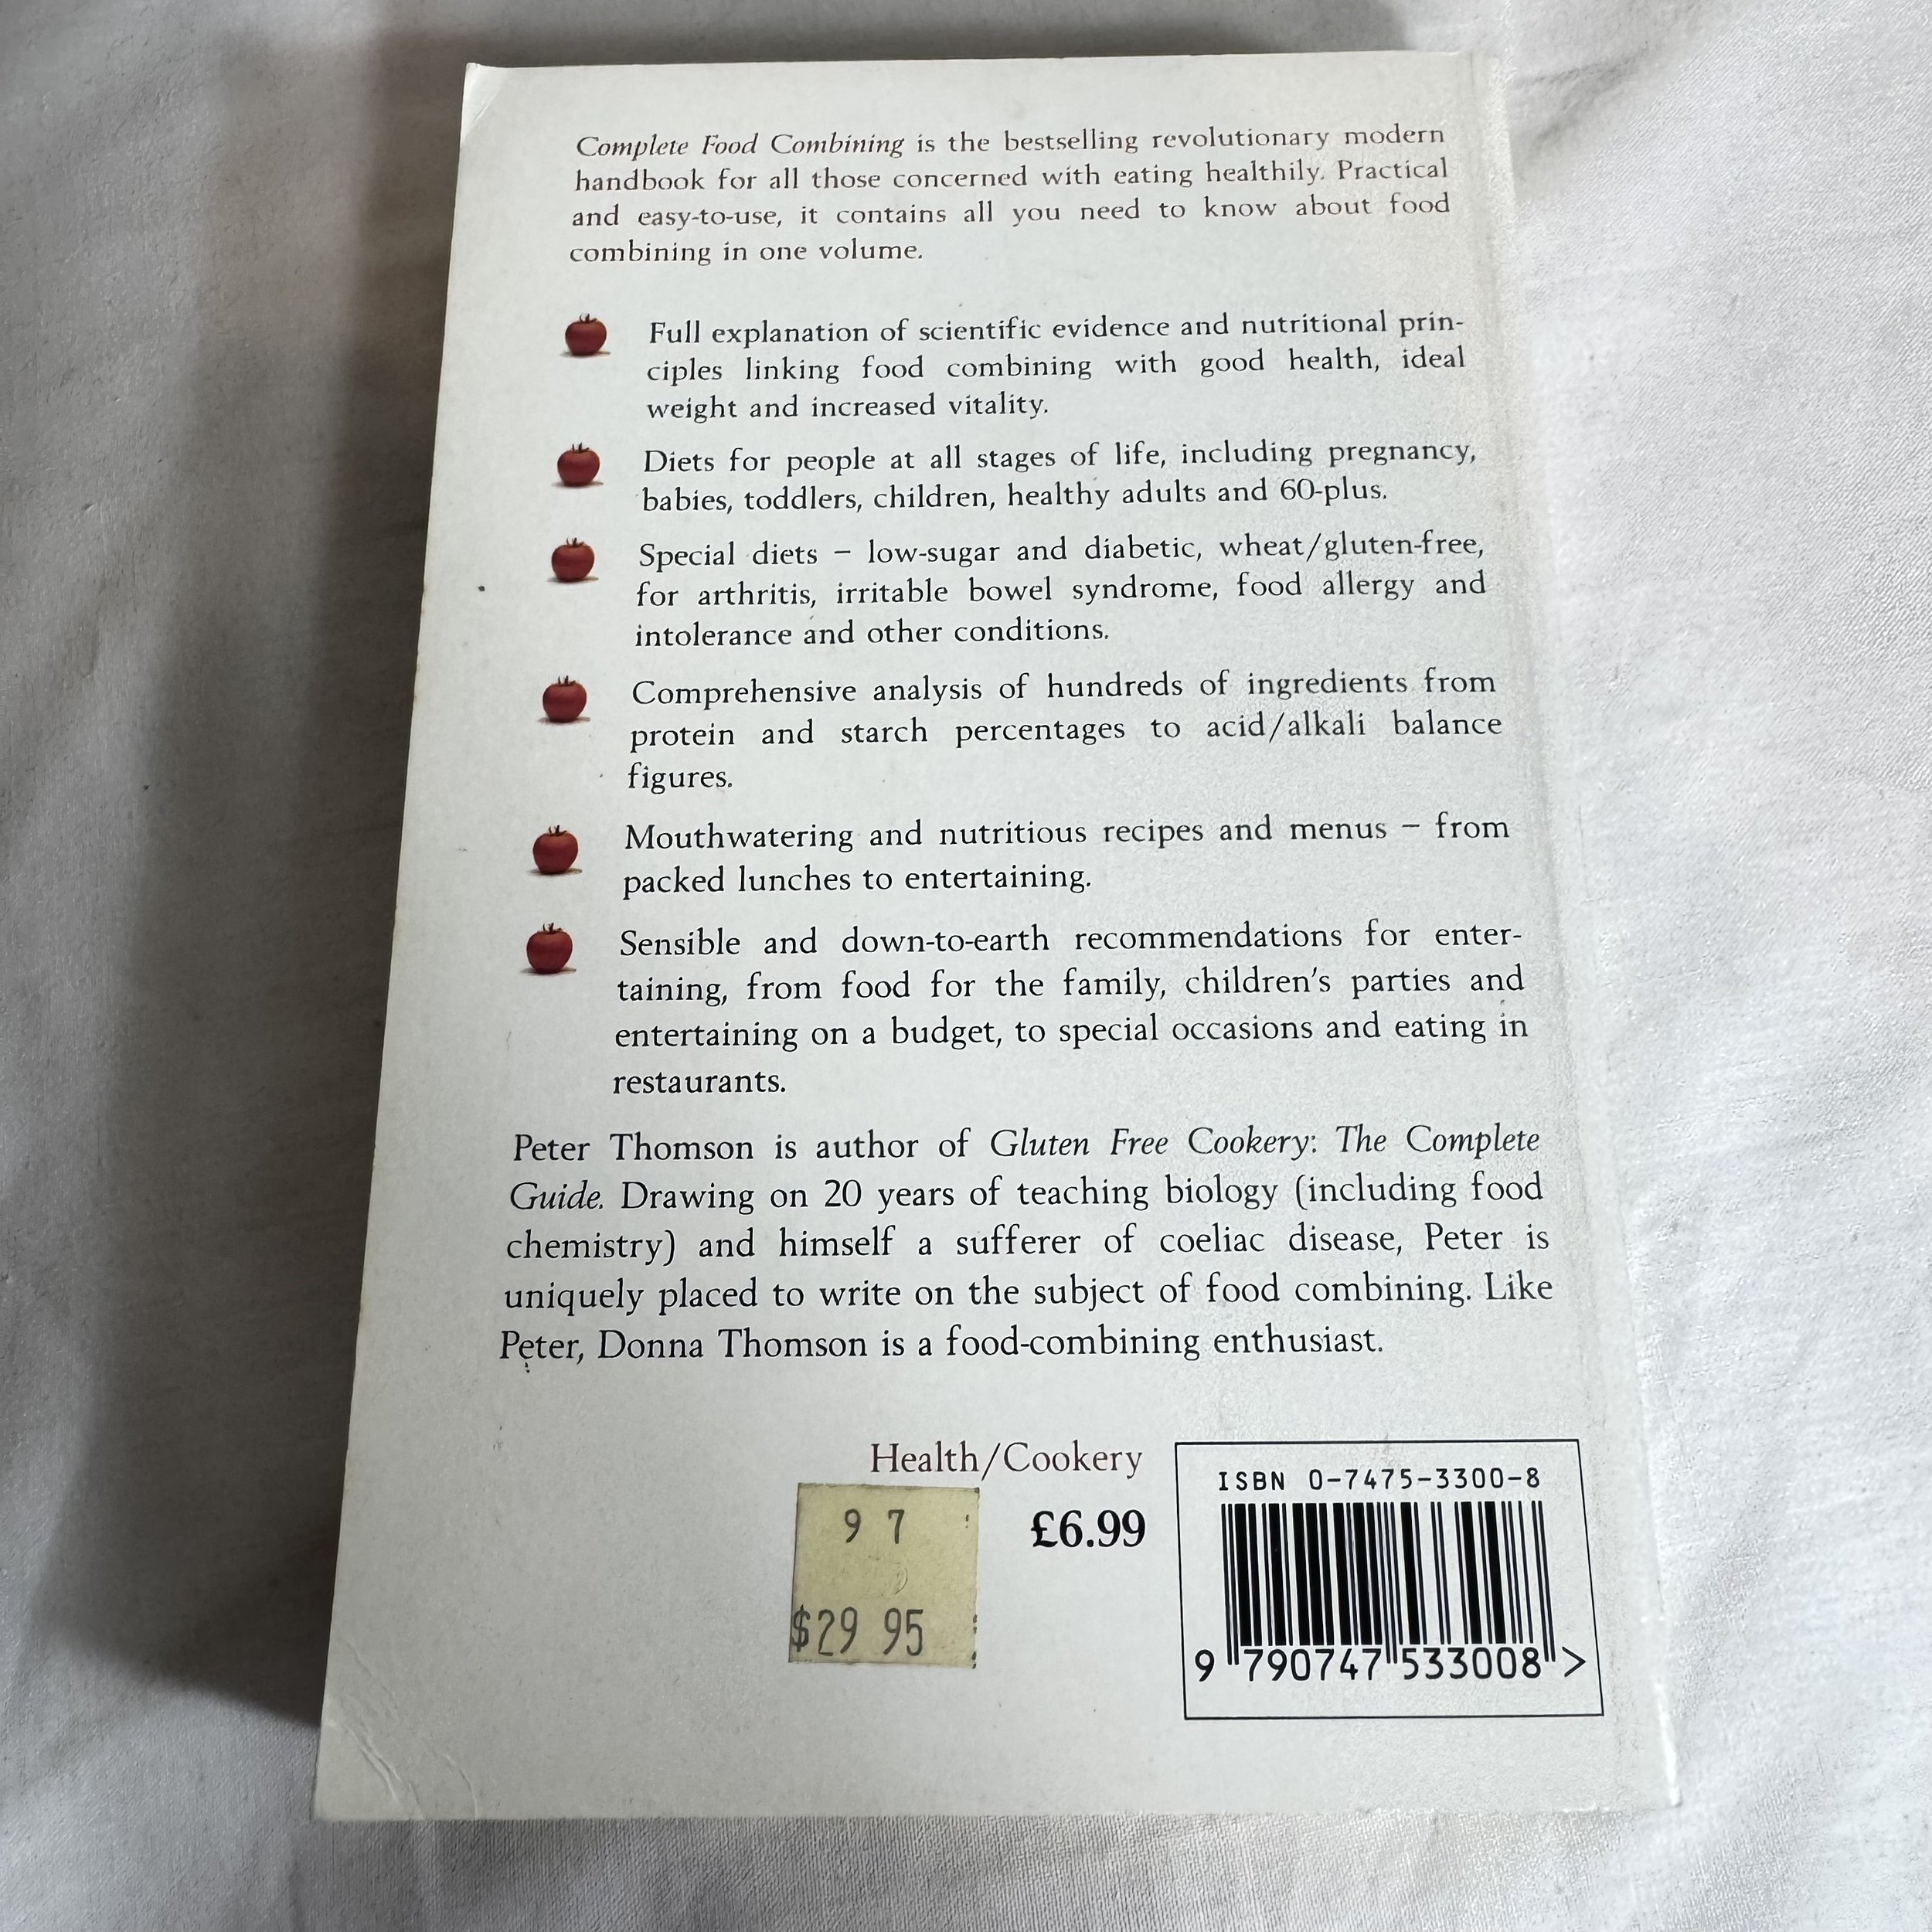 Complete Food Combining is the bestselling revolutionary modern
handbook for all those concerned with eating healthily. Practical
and easy-to-use, it contains all you need to know about food
combining in one volume.
Full explanation of scientific evidence and nutritional prin-
ciples linking food combining with good health, ideal
weight and increased vitality.
Diets for people at all stages of life, including pregnancy,
babies, toddlers, children, healthy adults and 60-plus.
Special diets – low-sugar and diabetic, wheat/gluten-free,
for arthritis, irritable bowel syndrome, food allergy and
intolerance and other conditions.
Comprehensive analysis of hundreds of ingredients from
protein and starch percentages to acid/alkali balance
figures.
Mouthwatering and nutritious recipes and menus – from
packed lunches to entertaining.
Sensible and down-to-earth recommendations for enter-
taining, from food for the family, children's parties and
entertaining on a budget, to special occasions and eating in
restaurants.
Peter Thomson is author of Gluten Free Cookery: The Complete
Guide. Drawing on 20 years of teaching biology (including food
chemistry) and himself a sufferer of coeliac disease, Peter is
uniquely placed to write on the subject of food combining. Like
Peter, Donna Thomson is a food-combining enthusiast.
Health/Cookery
£6.99
9 7
$29 95
ISBN 0-7475-3300-8
9 790747 533008 >